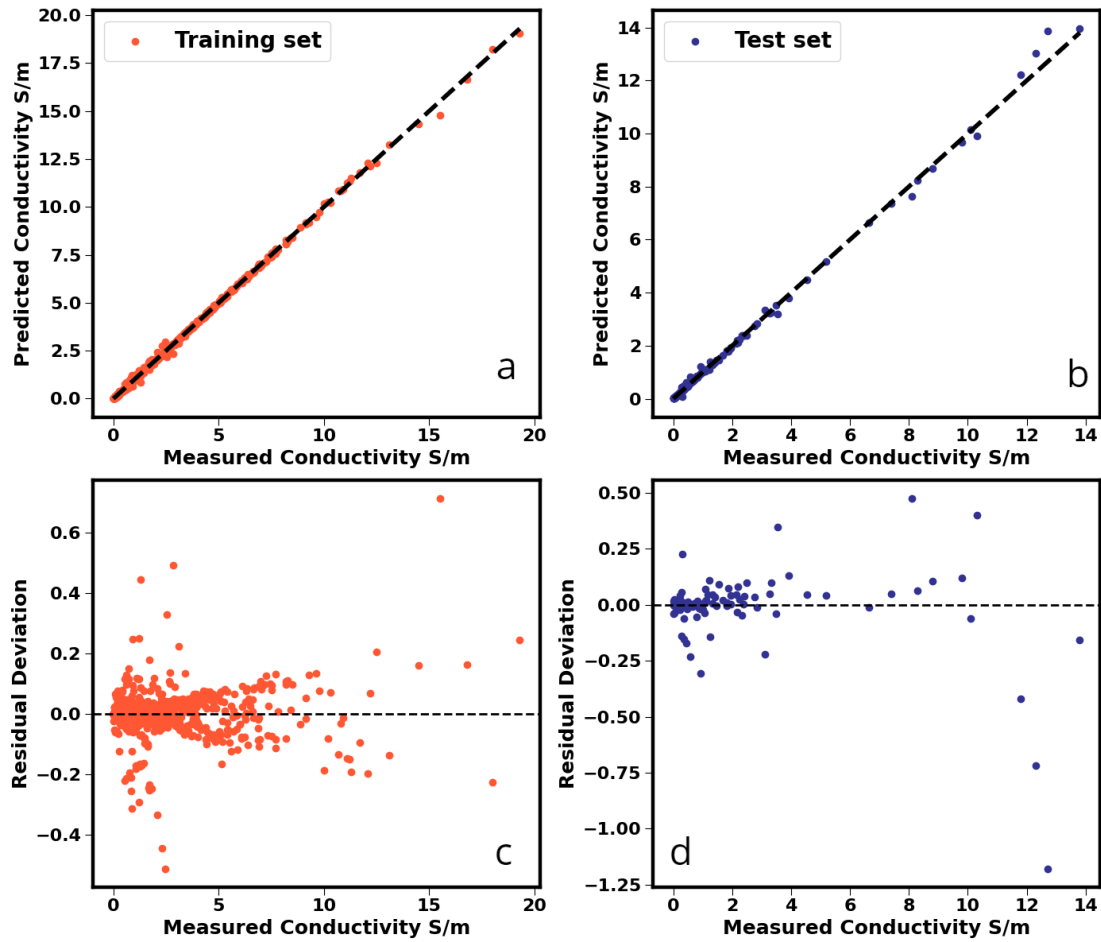 Training set
20.0
17.5
15.0
12.5
10.0
7.5
5.0
2.5
0.0
Predicted Conductivity S/m
a
0 5 10 15 20
Measured Conductivity S/m
Test set
14
12
10
8
6
4
2
0
Predicted Conductivity S/m
b
0 2 4 6 8 10 12 14
Measured Conductivity S/m
0.6
0.4
0.2
0.0
−0.2
−0.4
Residual Deviation
c
0 5 10 15 20
Measured Conductivity S/m
0.50
0.25
0.00
−0.25
−0.50
−0.75
−1.00
−1.25
Residual Deviation
d
0 2 4 6 8 10 12 14
Measured Conductivity S/m